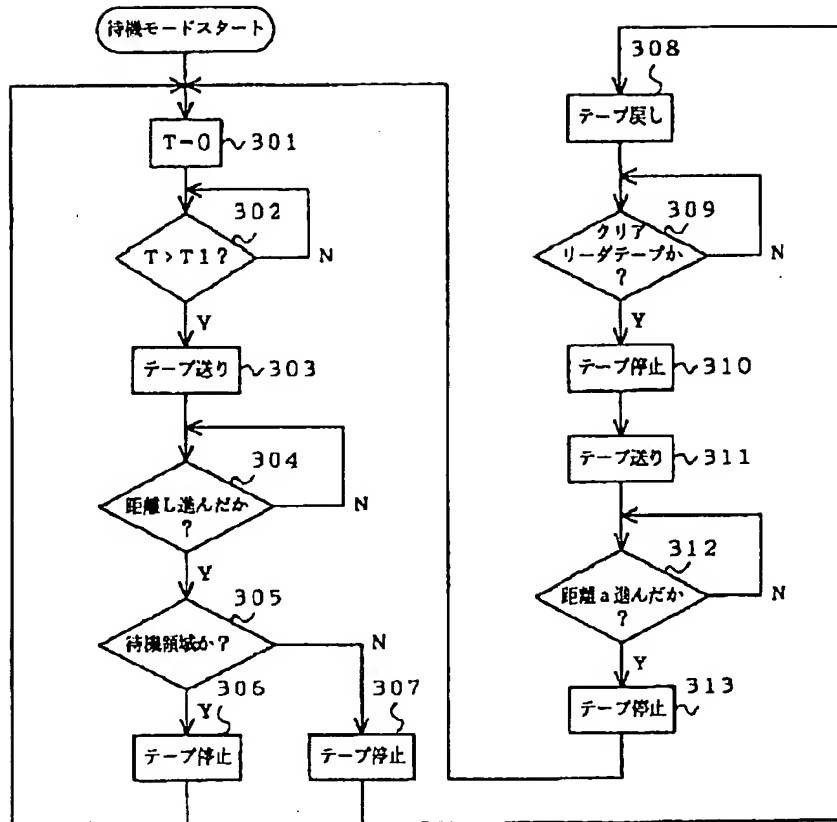 待機モードスタート
T=0
301
T>T1?
302
N
Y
テープ送り
303
距離L進んだか
?
304
N
Y
待機領域か?
305
N
Y
306
テープ停止
307
テープ停止
308
テープ戻し
クリア
リーダテープか
?
309
N
Y
テープ停止
310
テープ送り
311
距離a進んだか
?
312
N
Y
テープ停止
313